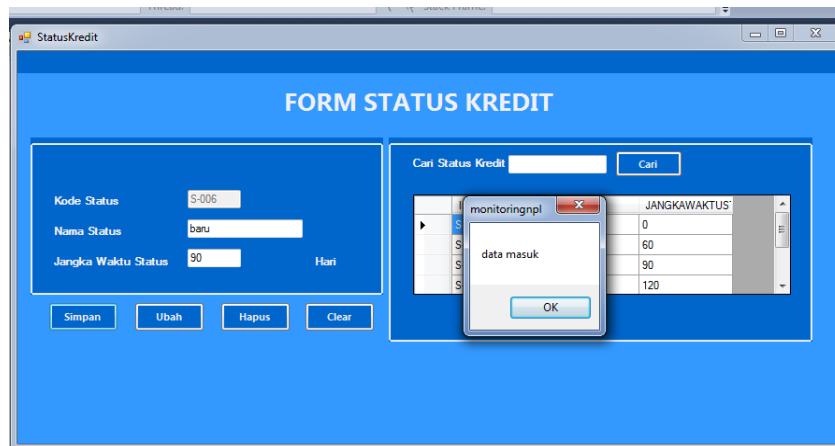 StatusKredit
FORM STATUS KREDIT
Kode Status S-006
Nama Status baru
Jangka Waktu Status 90 Hari
Simpan Ubah Hapus Clear
Cari Status Kredit Cari
JANGKAWAKTUST
0
60
90
120
monitoringnpl
data masuk
OK